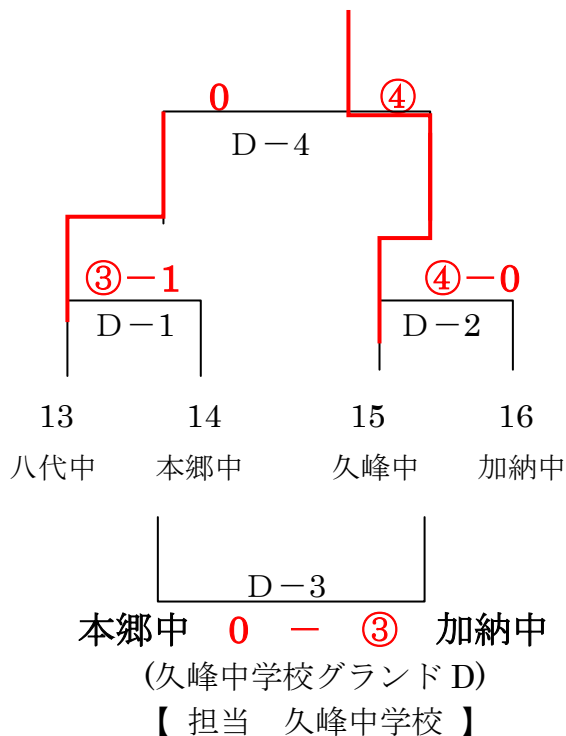 0 ④
D－4
③－1 ④－0
D－1 D－2
13 14 15 16
八代中 本郷中 久峰中 加納中
D－3
本郷中 0 － ③ 加納中
(久峰中学校グランドD)
【 担当 久峰中学校 】